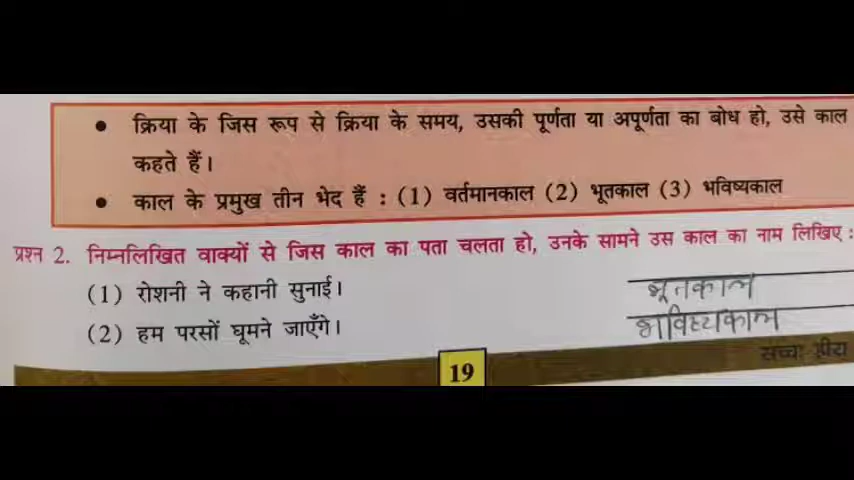 • क्रिया के जिस रूप से क्रिया के समय, उसकी पूर्णता या अपूर्णता का बोध हो, उसे काल
कहते हैं।
• काल के प्रमुख तीन भेद हैं : (1) वर्तमानकाल (2) भूतकाल (3) भविष्यकाल
प्रश्न 2. निम्नलिखित वाक्यों से जिस काल का पता चलता हो, उनके सामने उस काल का नाम लिखिए :
(1) रोशनी ने कहानी सुनाई। भूतकाल
(2) हम परसों घूमने जाएँगे। भविष्यकाल
सच्चा हीरा
19